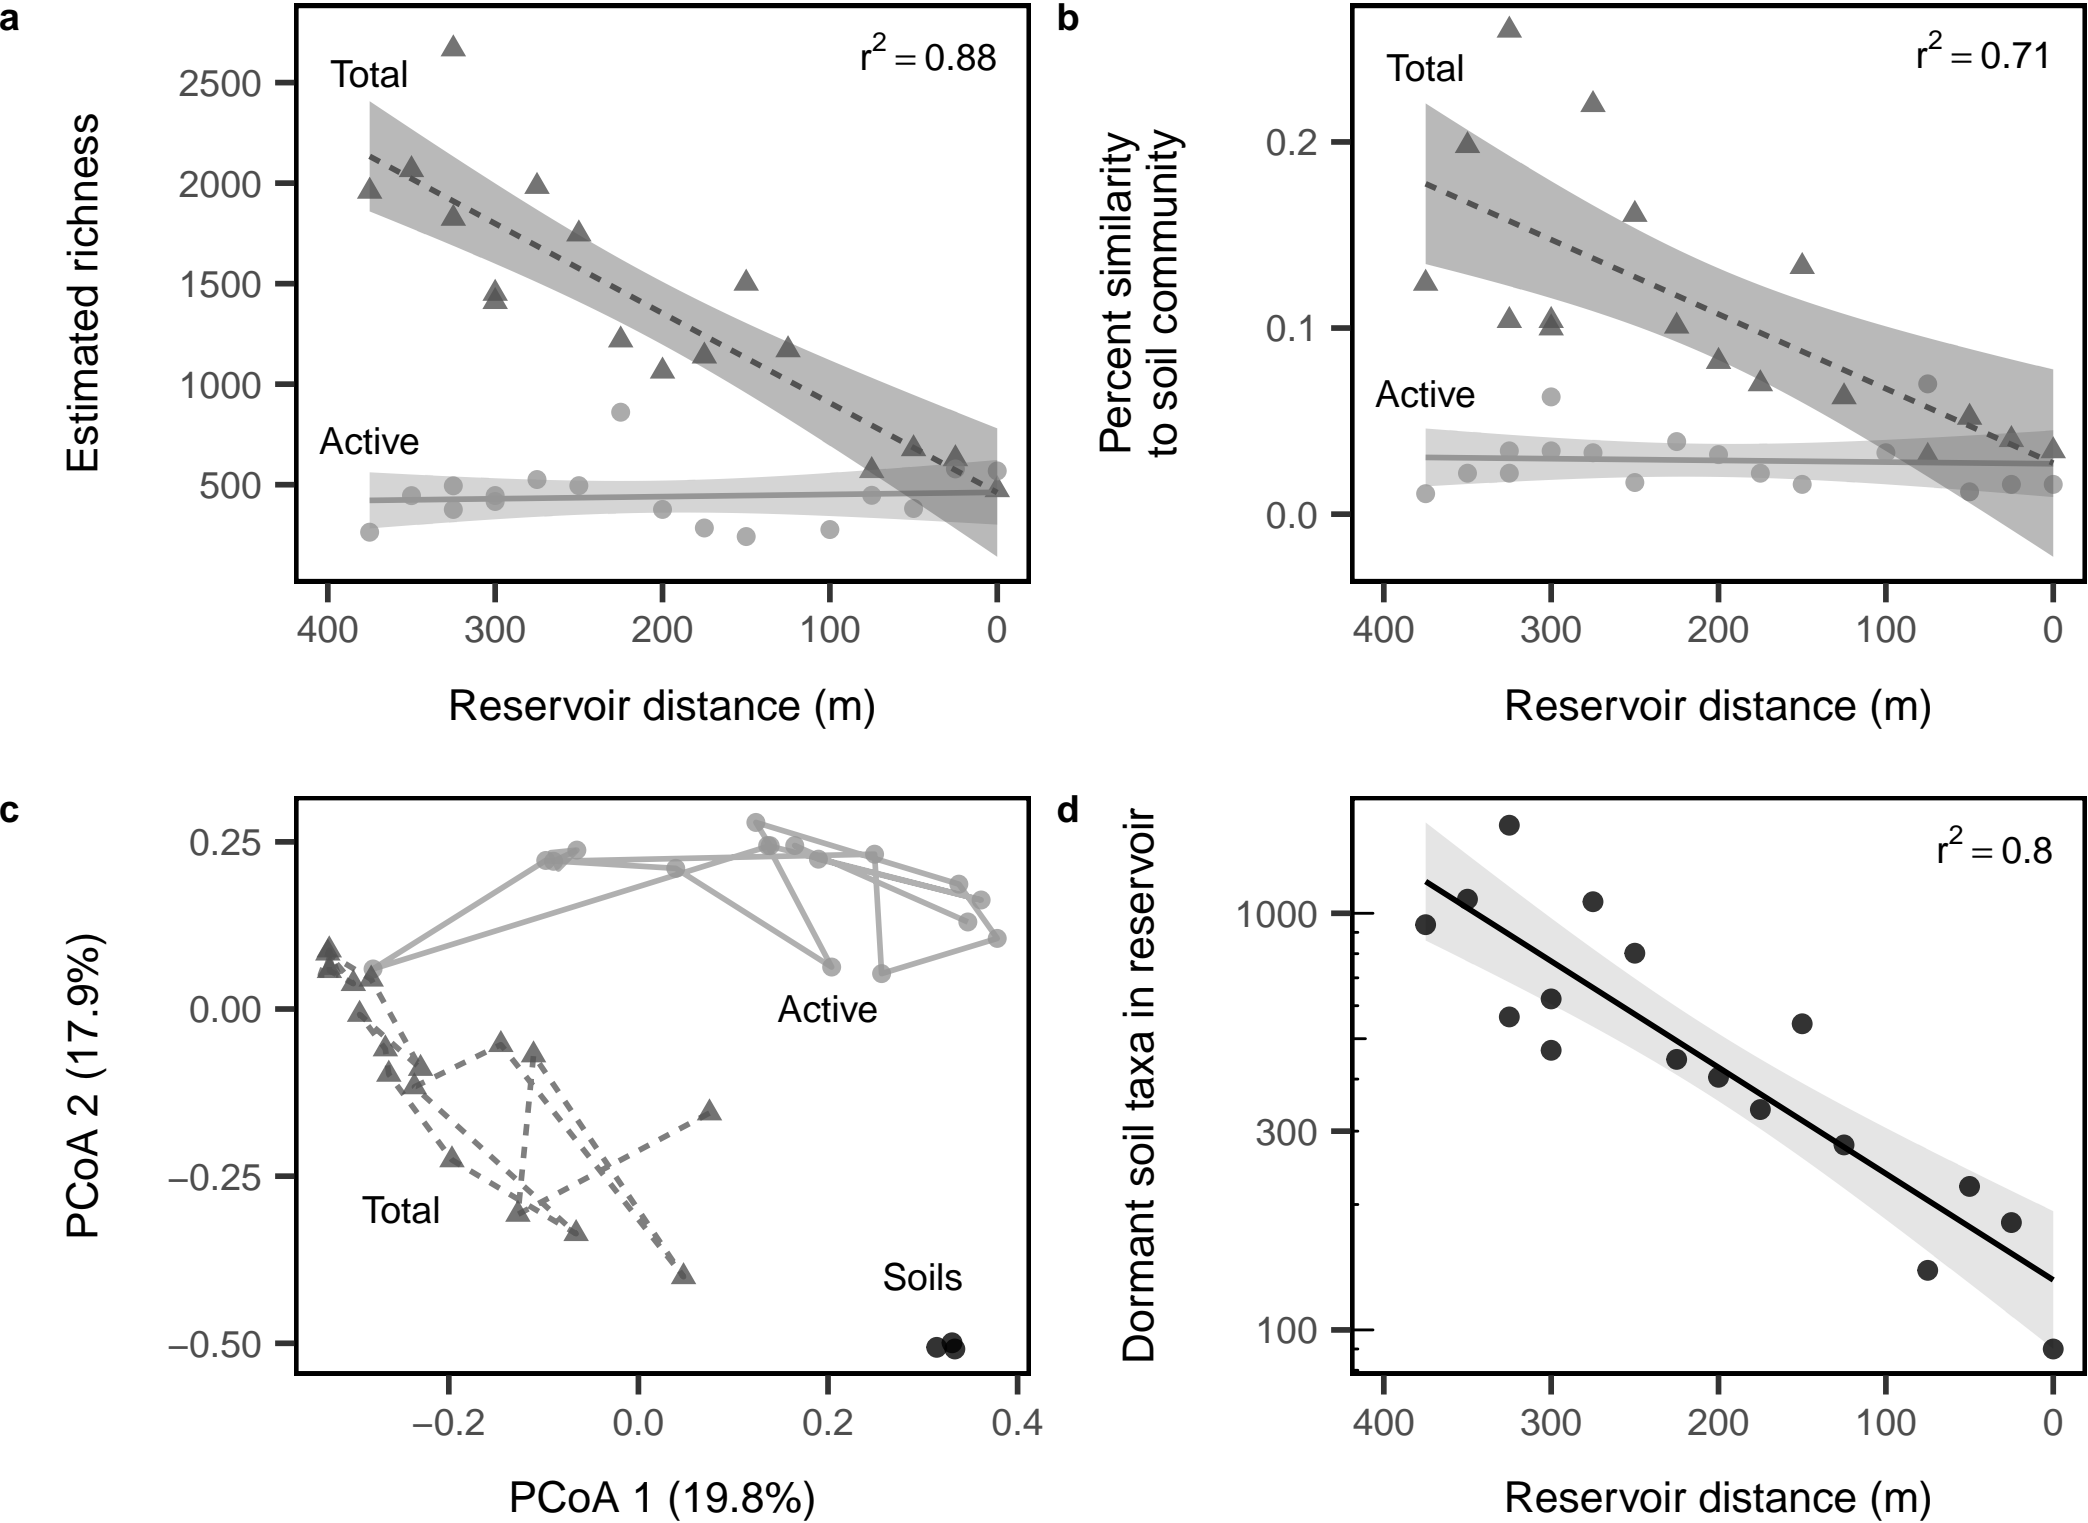 a
Total
r² = 0.88
Estimated richness
2500
2000
1500
1000
500
Active
400 300 200 100 0
Reservoir distance (m)
b
Total
r² = 0.71
Percent similarity
to soil community
0.2
0.1
0.0
Active
400 300 200 100 0
Reservoir distance (m)
c
PCoA 2 (17.9%)
0.25
0.00
−0.25
−0.50
Active
Total
Soils
−0.2 0.0 0.2 0.4
PCoA 1 (19.8%)
d
r² = 0.8
Dormant soil taxa in reservoir
1000
300
100
400 300 200 100 0
Reservoir distance (m)